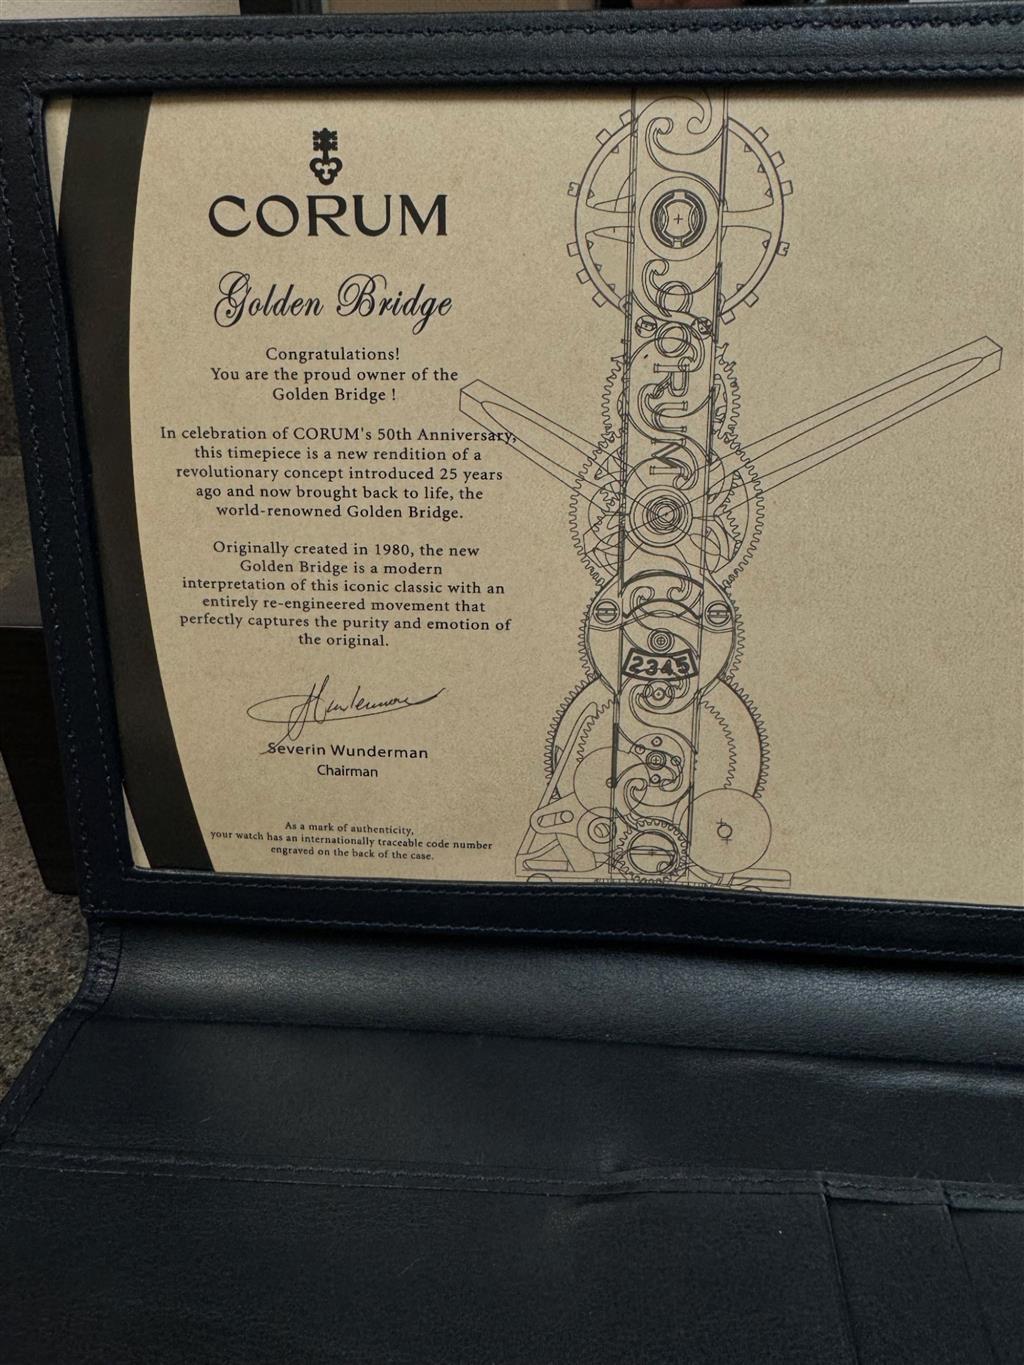 CORUM
Golden Bridge
Congratulations!
You are the proud owner of the
Golden Bridge !
In celebration of CORUM's 50th Anniversary,
this timepiece is a new rendition of a
revolutionary concept introduced 25 years
ago and now brought back to life, the
world-renowned Golden Bridge.
Originally created in 1980, the new
Golden Bridge is a modern
interpretation of this iconic classic with an
entirely re-engineered movement that
perfectly captures the purity and emotion of
the original.
Severin Wunderman
Chairman
As a mark of authenticity,
your watch has an internationally traceable code number
engraved on the back of the case.
CORUM
2345